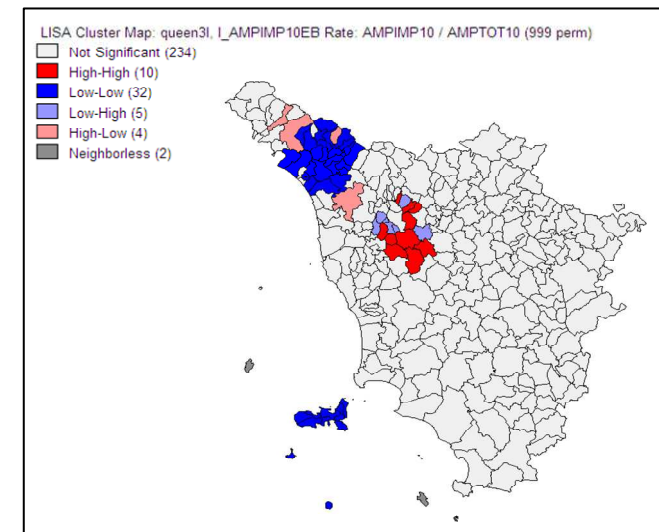 LISA Cluster Map: queen3l, I_AMPIMP10EB Rate: AMPIMP10 / AMPTOT10 (999 perm)
Not Significant (234)
High-High (10)
Low-Low (32)
Low-High (5)
High-Low (4)
Neighborless (2)